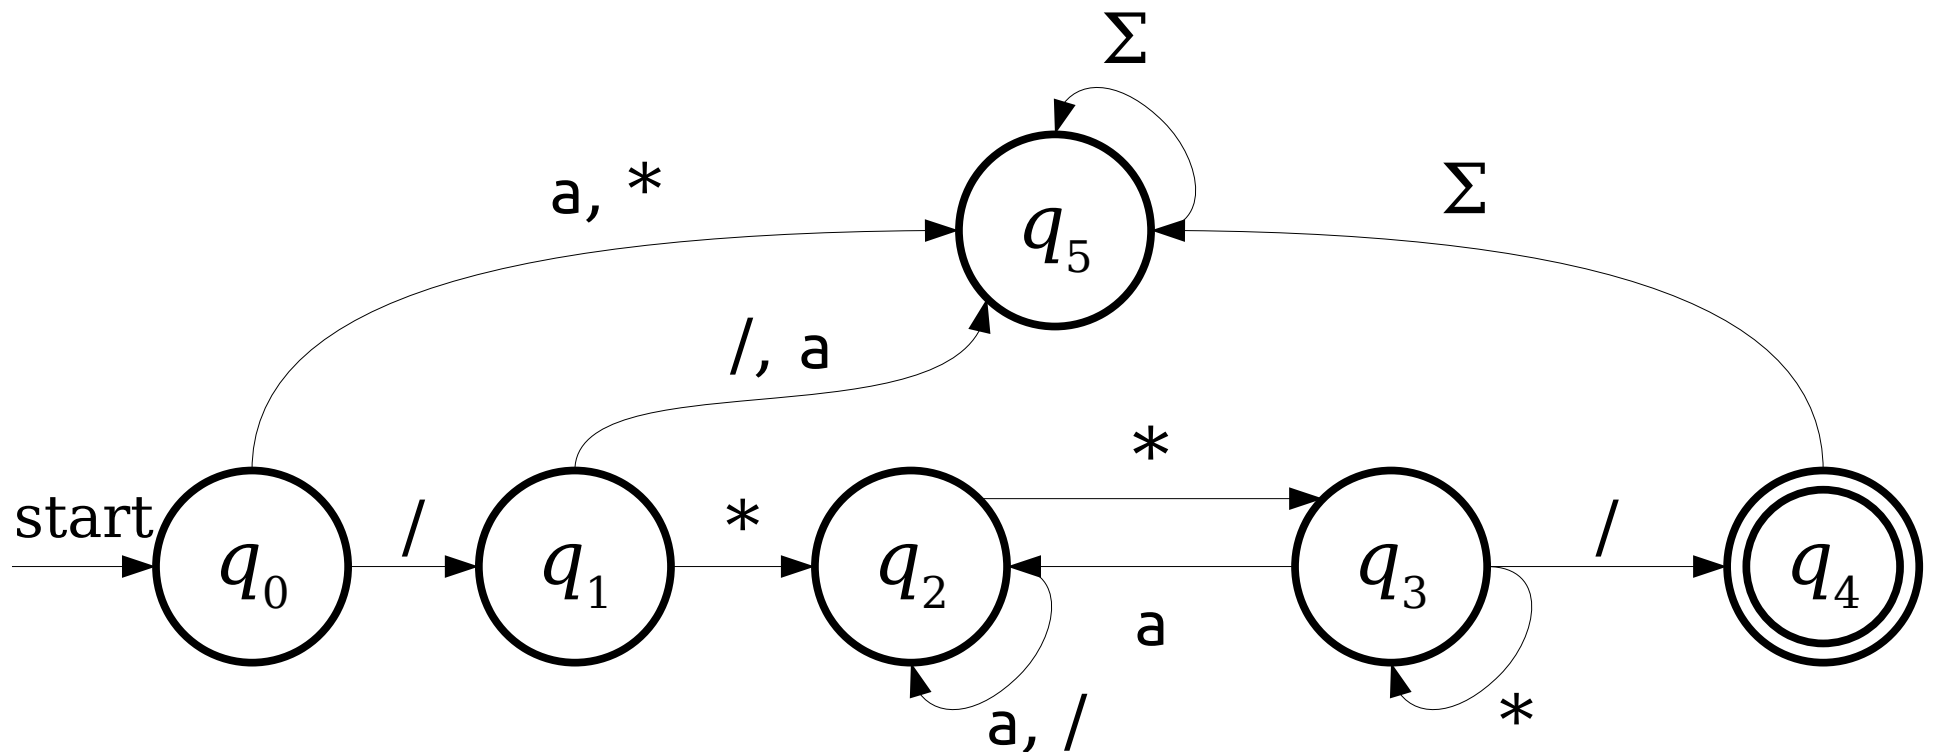 Σ
a, *
Σ
q5
/, a
*
start
/
*
/
q0
q1
q2
q3
q4
a
a, /
*